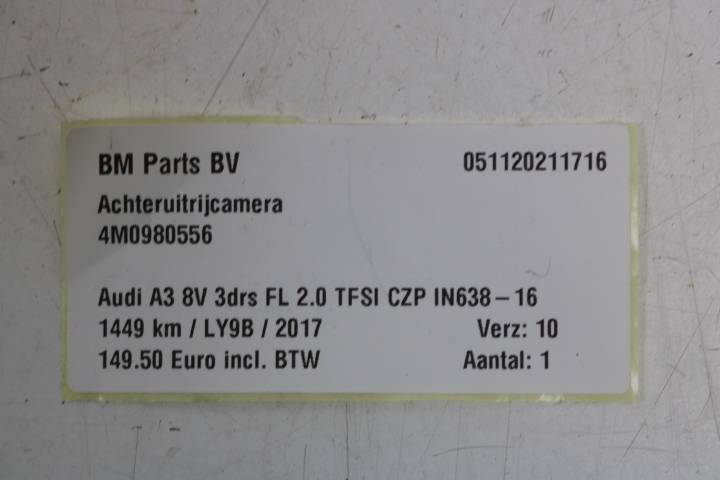 BM Parts BV 051120211716
Achteruitrijcamera
4M0980556
Audi A3 8V 3drs FL 2.0 TFSI CZP IN638 – 16
1449 km / LY9B / 2017 Verz: 10
149.50 Euro incl. BTW Aantal: 1